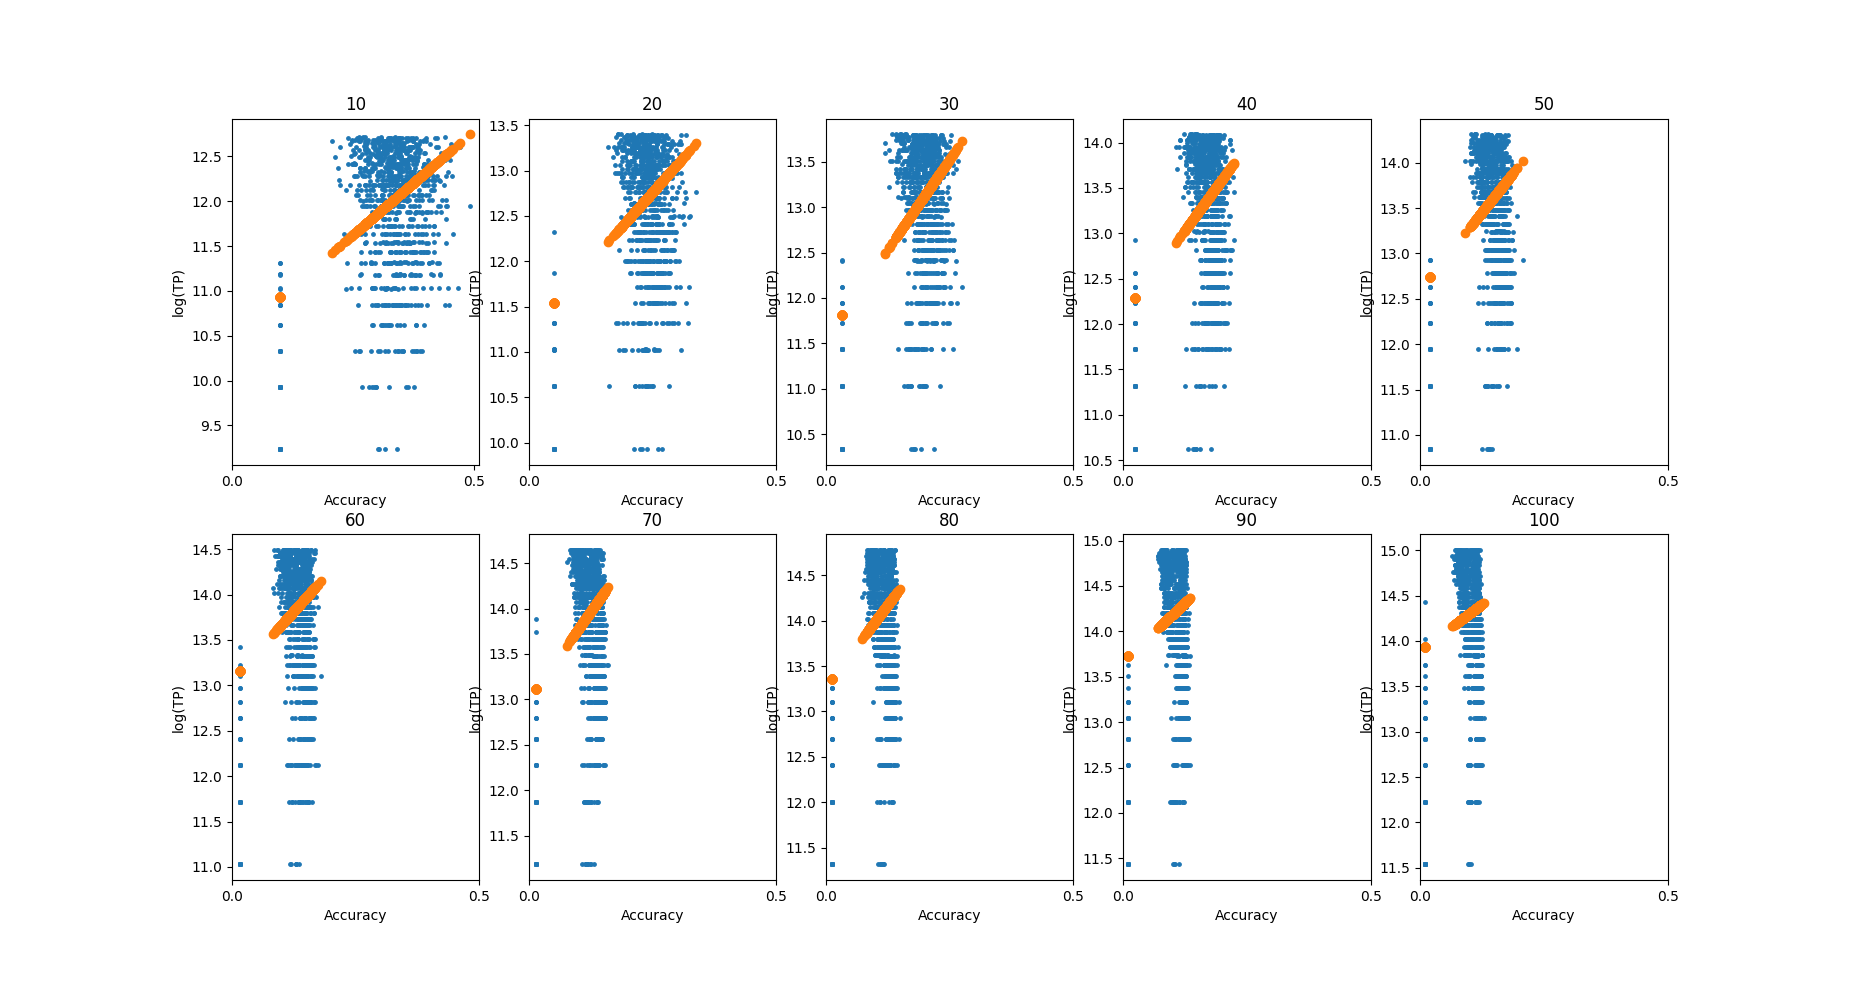 10 20 30 40 50
log(TP) log(TP) log(TP) log(TP) log(TP)
12.5 12.0 11.5 11.0 10.5 10.0 9.5
13.5 13.0 12.5 12.0 11.5 11.0 10.5 10.0
13.5 13.0 12.5 12.0 11.5 11.0 10.5
14.0 13.5 13.0 12.5 12.0 11.5 11.0 10.5
14.0 13.5 13.0 12.5 12.0 11.5 11.0
0.0 0.5 0.0 0.5 0.0 0.5 0.0 0.5 0.0 0.5
Accuracy Accuracy Accuracy Accuracy Accuracy
60 70 80 90 100
log(TP) log(TP) log(TP) log(TP) log(TP)
14.5 14.0 13.5 13.0 12.5 12.0 11.5 11.0
14.5 14.0 13.5 13.0 12.5 12.0 11.5
14.5 14.0 13.5 13.0 12.5 12.0 11.5
15.0 14.5 14.0 13.5 13.0 12.5 12.0 11.5
15.0 14.5 14.0 13.5 13.0 12.5 12.0 11.5
0.0 0.5 0.0 0.5 0.0 0.5 0.0 0.5 0.0 0.5
Accuracy Accuracy Accuracy Accuracy Accuracy